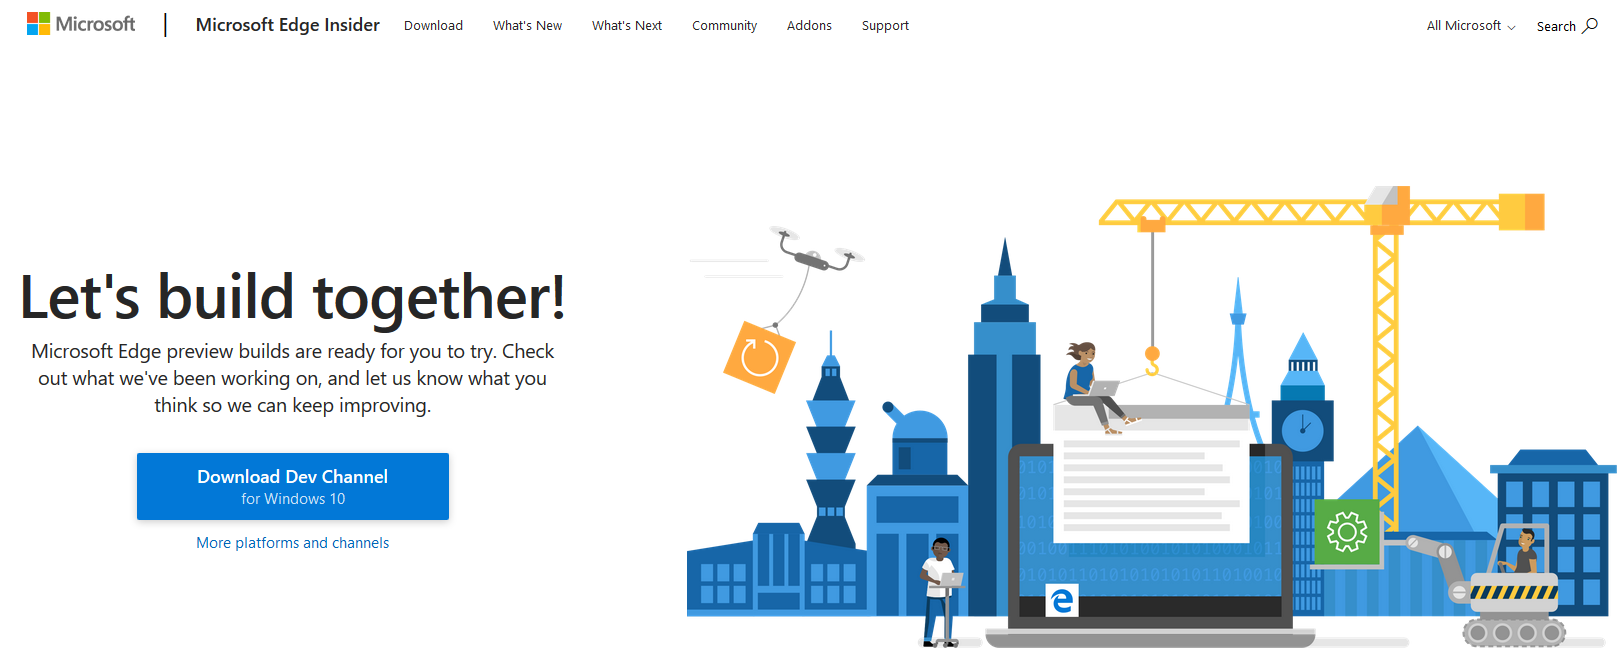 Microsoft
Microsoft Edge Insider
Download
What's New
What's Next
Community
Addons
Support
All Microsoft
Search
Let's build together!
Microsoft Edge preview builds are ready for you to try. Check
out what we've been working on, and let us know what you
think so we can keep improving.
Download Dev Channel
for Windows 10
More platforms and channels